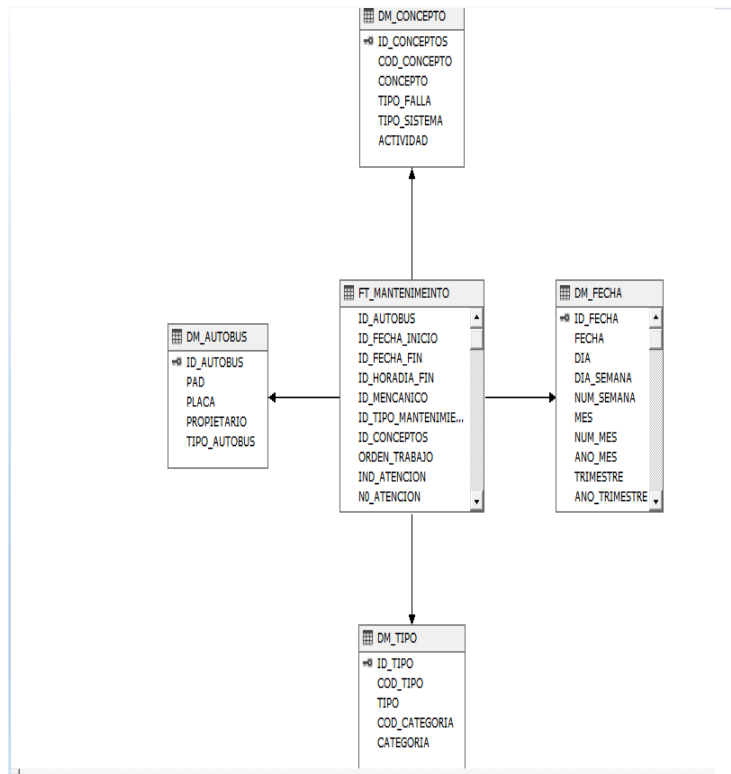 DM_CONCEPTO
ID_CONCEPTOS
COD_CONCEPTO
CONCEPTO
TIPO_FALLA
TIPO_SISTEMA
ACTIVIDAD
DM_AUTOBUS
ID_AUTOBUS
PAD
PLACA
PROPIETARIO
TIPO_AUTOBUS
FT_MANTENIMEINTO
ID_AUTOBUS
ID_FECHA_INICIO
ID_FECHA_FIN
ID_HORADIA_FIN
ID_MENCANICO
ID_TIPO_MANTENIMIE...
ID_CONCEPTOS
ORDEN_TRABAJO
IND_ATENCION
N0_ATENCION
DM_FECHA
ID_FECHA
FECHA
DIA
DIA_SEMANA
NUM_SEMANA
MES
NUM_MES
ANO_MES
TRIMESTRE
ANO_TRIMESTRE
DM_TIPO
ID_TIPO
COD_TIPO
TIPO
COD_CATEGORIA
CATEGORIA